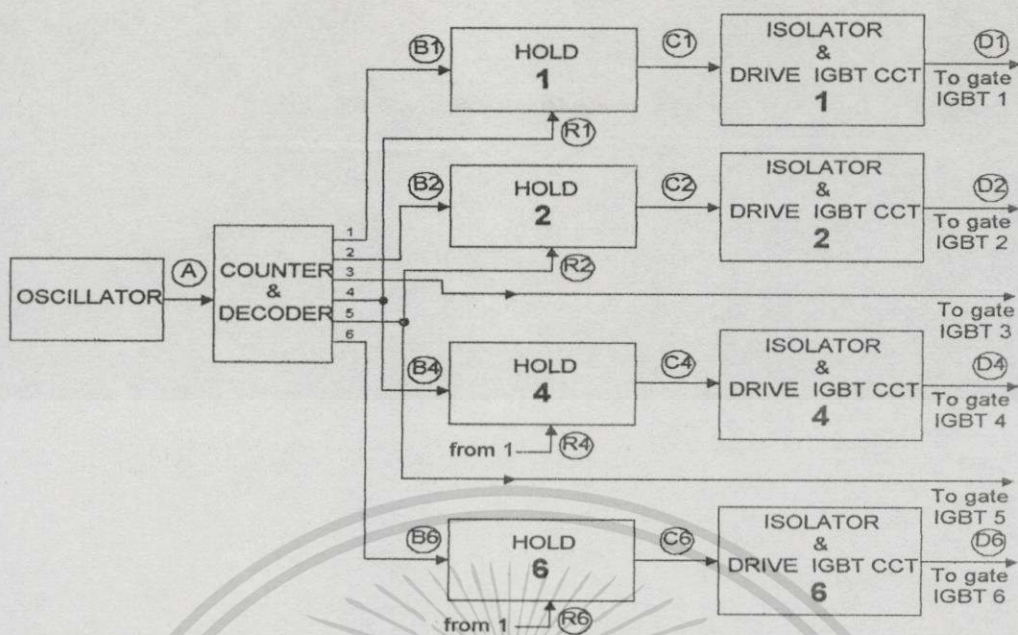 OSCILLATOR
A
COUNTER
&
DECODER
1
2
3
4
5
6
B1
HOLD
1
R1
C1
ISOLATOR
&
DRIVE IGBT CCT
1
D1
To gate
IGBT 1
B2
HOLD
2
R2
C2
ISOLATOR
&
DRIVE IGBT CCT
2
D2
To gate
IGBT 2
To gate
IGBT 3
B4
HOLD
4
from 1
R4
C4
ISOLATOR
&
DRIVE IGBT CCT
4
D4
To gate
IGBT 4
To gate
IGBT 5
B6
HOLD
6
from 1
R6
C6
ISOLATOR
&
DRIVE IGBT CCT
6
D6
To gate
IGBT 6